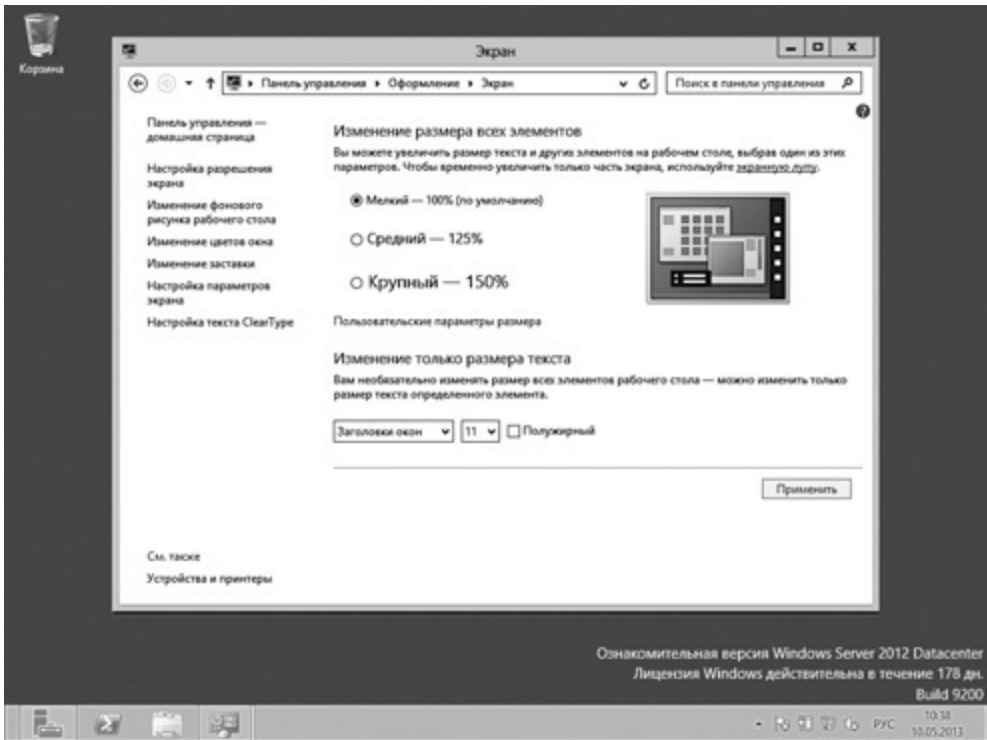 Корзина
Экран
Панель управления
Оформление
Экран
Поиск в панели управления
Панель управления —
домашняя страница
Настройка разрешения
экрана
Изменение фонового
рисунка рабочего стола
Изменение цветов окна
Изменение заставки
Настройка параметров
экрана
Настройка текста ClearType
См. также
Устройства и принтеры
Изменение размера всех элементов
Вы можете увеличить размер текста и других элементов на рабочем столе, выбрав один из этих
параметров. Чтобы временно увеличить только часть экрана, используйте экранную лупу.
Мелкий — 100% (по умолчанию)
Средний — 125%
Крупный — 150%
Пользовательские параметры размера
Изменение только размера текста
Вам необязательно изменять размер всех элементов рабочего стола — можно изменить только
размер текста определенного элемента.
Заголовки окон 11 Полужирный
Применить
Ознакомительная версия Windows Server 2012 Datacenter
Лицензия Windows действительна в течение 178 дн.
Build 9200
РУС
10:38
10.05.2013